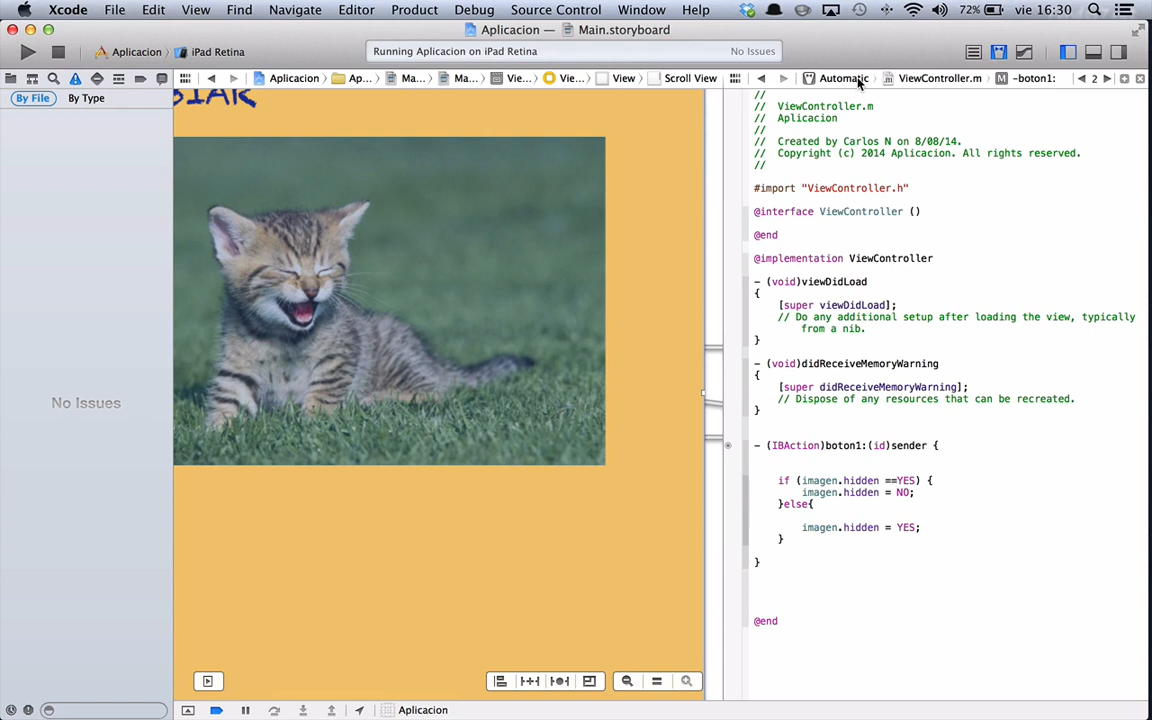 Xcode File Edit View Find Navigate Editor Product Debug Source Control Window Help 72% vie 16:30
Aplicacion — Main.storyboard
Aplicacion iPad Retina Running Aplicacion on iPad Retina No Issues
Aplicacion Ap... Ma... Ma... Vie... Vie... View Scroll View Automatic ViewController.m M -boton1: 2
By File By Type
No Issues
//
// ViewController.m
// Aplicacion
//
// Created by Carlos N on 8/08/14.
// Copyright (c) 2014 Aplicacion. All rights reserved.
//
#import "ViewController.h"
@interface ViewController ()
@end
@implementation ViewController
- (void)viewDidLoad
{
[super viewDidLoad];
// Do any additional setup after loading the view, typically
from a nib.
}
- (void)didReceiveMemoryWarning
{
[super didReceiveMemoryWarning];
// Dispose of any resources that can be recreated.
}
- (IBAction)boton1:(id)sender {
if (imagen.hidden ==YES) {
imagen.hidden = NO;
}else{
imagen.hidden = YES;
}
}
@end
Aplicacion